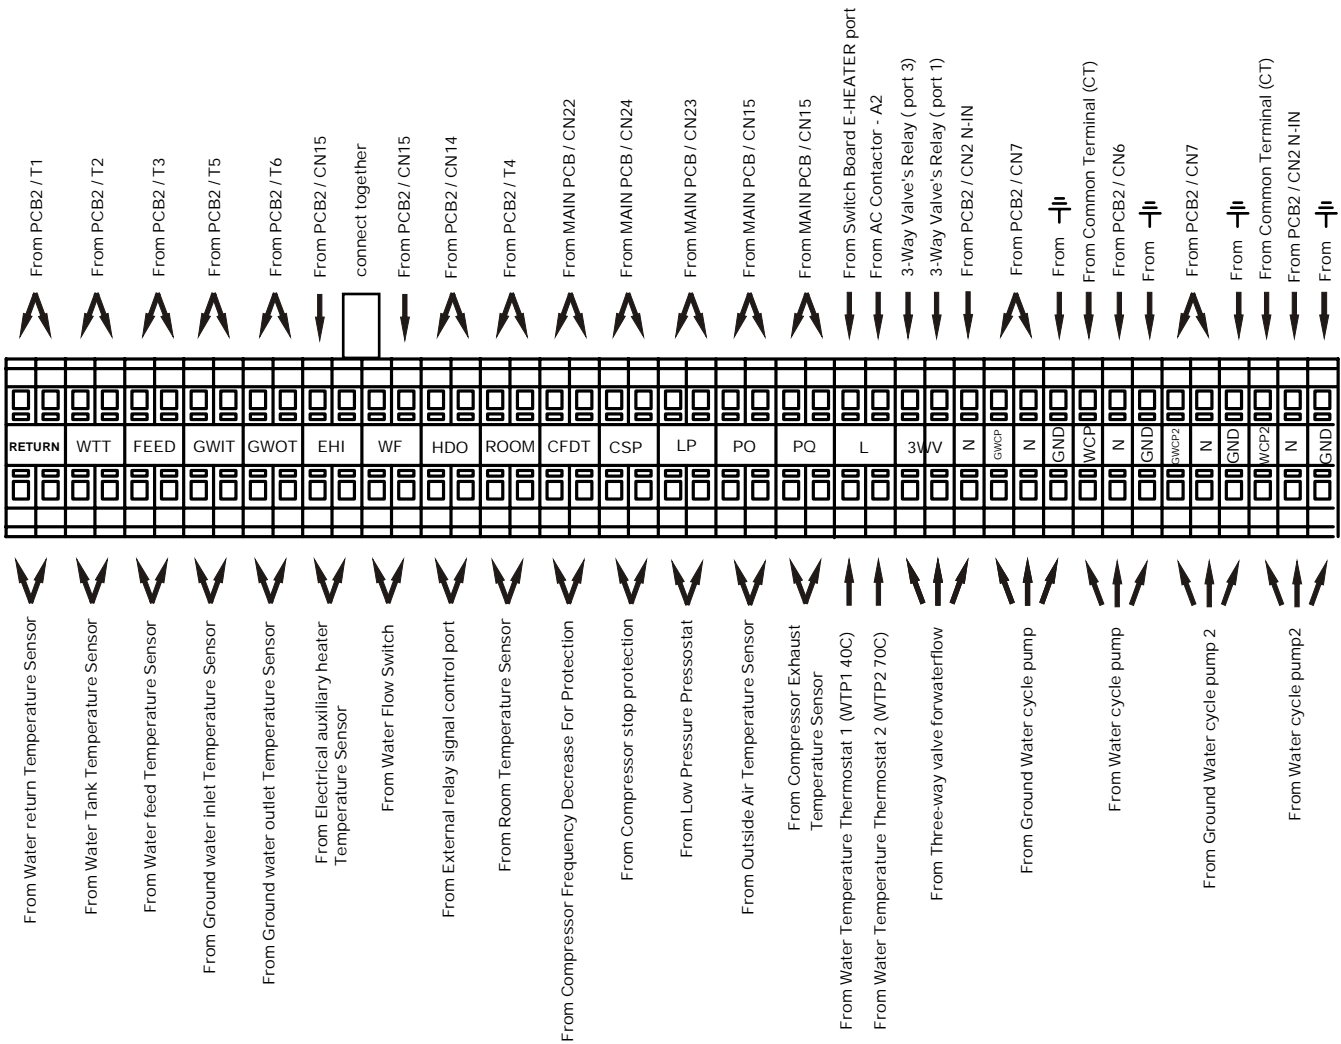 From PCB2 / T1
From PCB2 / T2
From PCB2 / T3
From PCB2 / T5
From PCB2 / T6
From PCB2 / CN15
connect together
From PCB2 / CN15
From PCB2 / CN14
From PCB2 / T4
From MAIN PCB / CN22
From MAIN PCB / CN24
From MAIN PCB / CN23
From MAIN PCB / CN15
From MAIN PCB / CN15
From Switch Board E-HEATER port
From AC Contactor - A2
3-Way Valve's Relay ( port 3)
3-Way Valve's Relay ( port 1)
From PCB2 / CN2 N-IN
From PCB2 / CN7
From
From Common Terminal (CT)
From PCB2 / CN6
From
From PCB2 / CN7
From
From Common Terminal (CT)
From PCB2 / CN2 N-IN
From
RETURN
WTT
FEED
GWIT
GWOT
EHI
WF
HDO
ROOM
CFDT
CSP
LP
PO
PQ
L
3WV
N
GWCP
N
GND
WCP
N
GND
GWCP2
N
GND
WCP2
N
GND
From Water return Temperature Sensor
From Water Tank Temperature Sensor
From Water feed Temperature Sensor
From Ground water inlet Temperature Sensor
From Ground water outlet Temperature Sensor
From Electrical auxiliary heater
Temperature Sensor
From Water Flow Switch
From External relay signal control port
From Room Temperature Sensor
From Compressor Frequency Decrease For Protection
From Compressor stop protection
From Low Pressure Pressostat
From Outside Air Temperature Sensor
From Compressor Exhaust
Temperature Sensor
From Water Temperature Thermostat 1 (WTP1 40C)
From Water Temperature Thermostat 2 (WTP2 70C)
From Three-way valve forwaterflow
From Ground Water cycle pump
From Water cycle pump
From Ground Water cycle pump 2
From Water cycle pump2